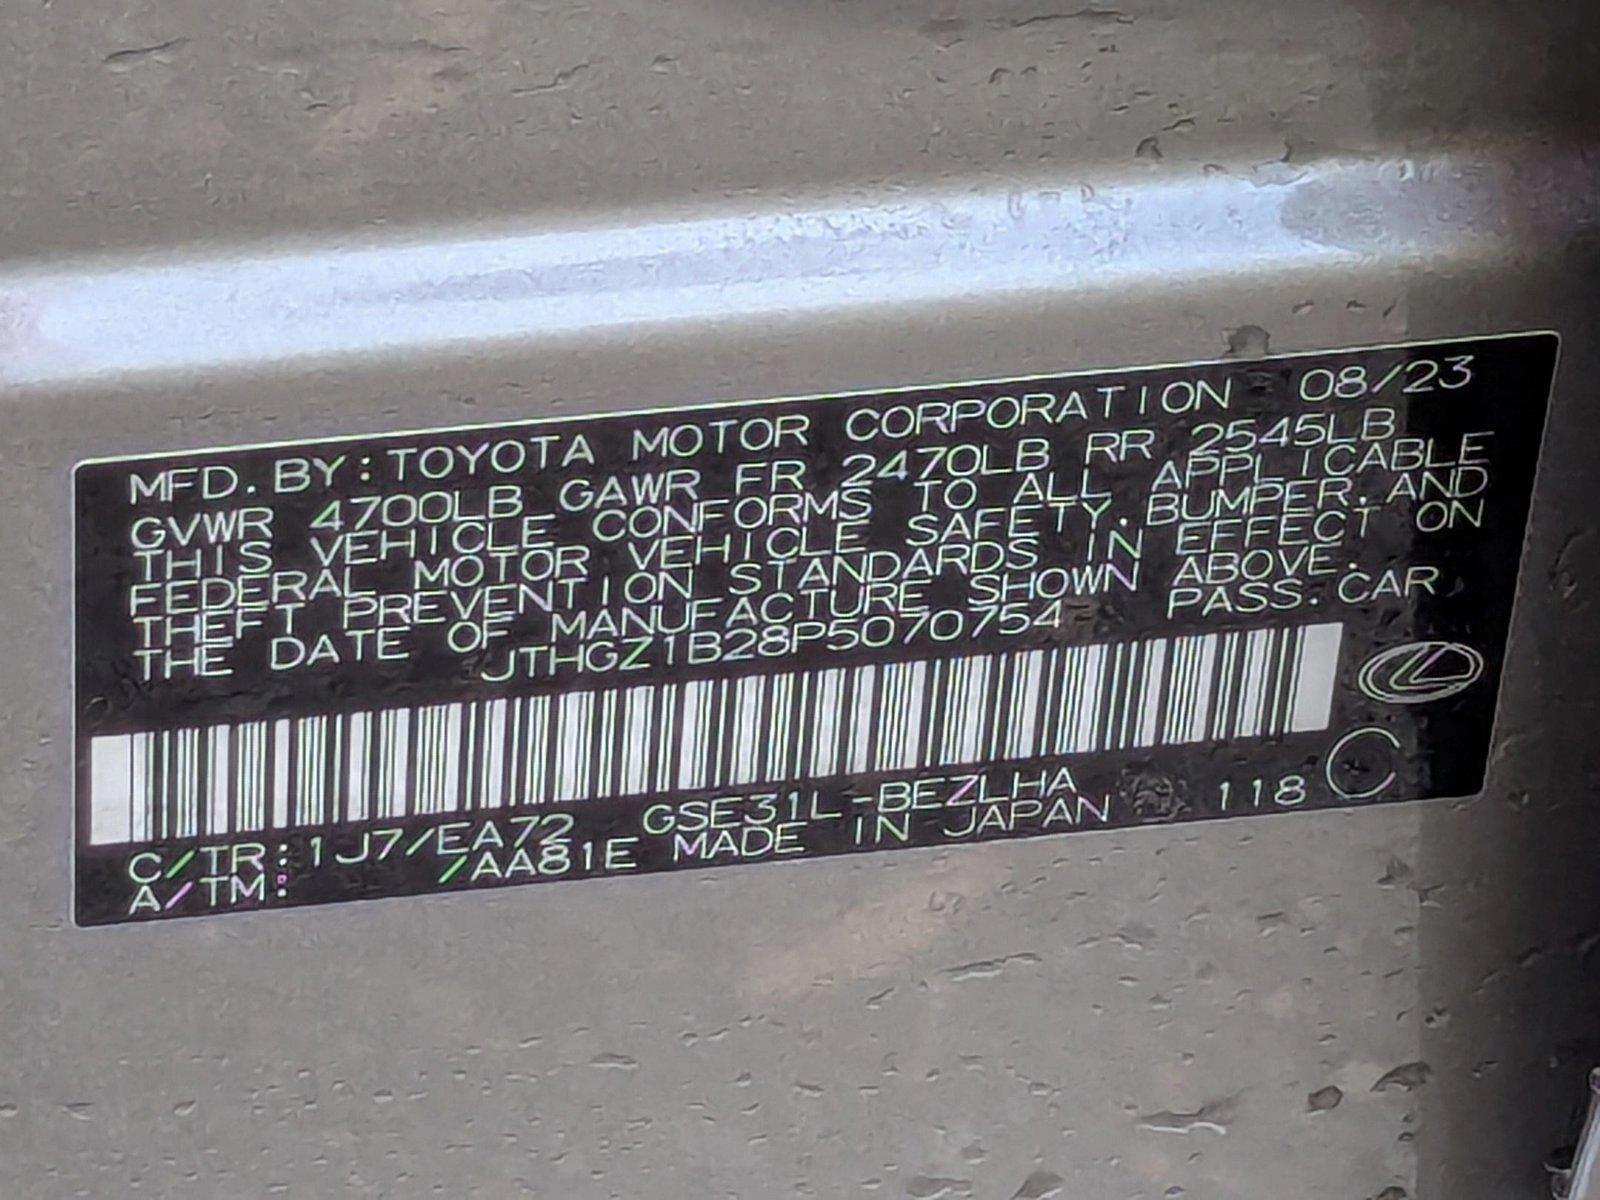 MFD. BY: TOYOTA MOTOR CORPORATION 08/23
GVWR 4700LB GAWR FR 2470LB RR 2545LB
THIS VEHICLE CONFORMS TO ALL APPLICABLE
FEDERAL MOTOR VEHICLE SAFETY, BUMPER, AND
THEFT PREVENTION STANDARDS IN EFFECT ON
THE DATE OF MANUFACTURE SHOWN ABOVE.
JTHGZ1B28P5070754 PASS. CAR
C/TR: 1J7/EA72 GSE31L-BEZLHA
A/TM: /AA81E MADE IN JAPAN 118